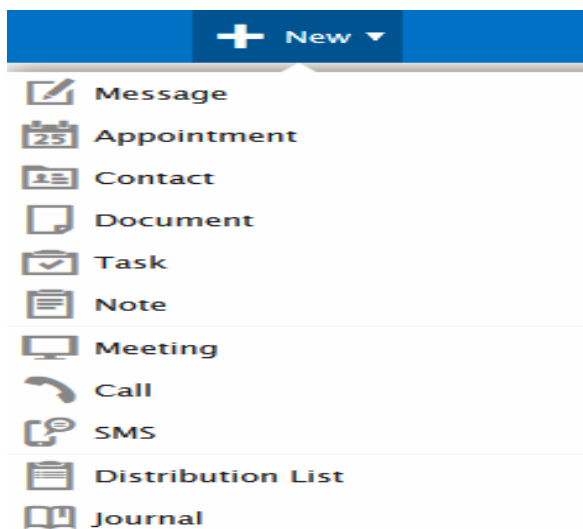 New
Message
25 Appointment
Contact
Document
Task
Note
Meeting
Call
SMS
Distribution List
Journal